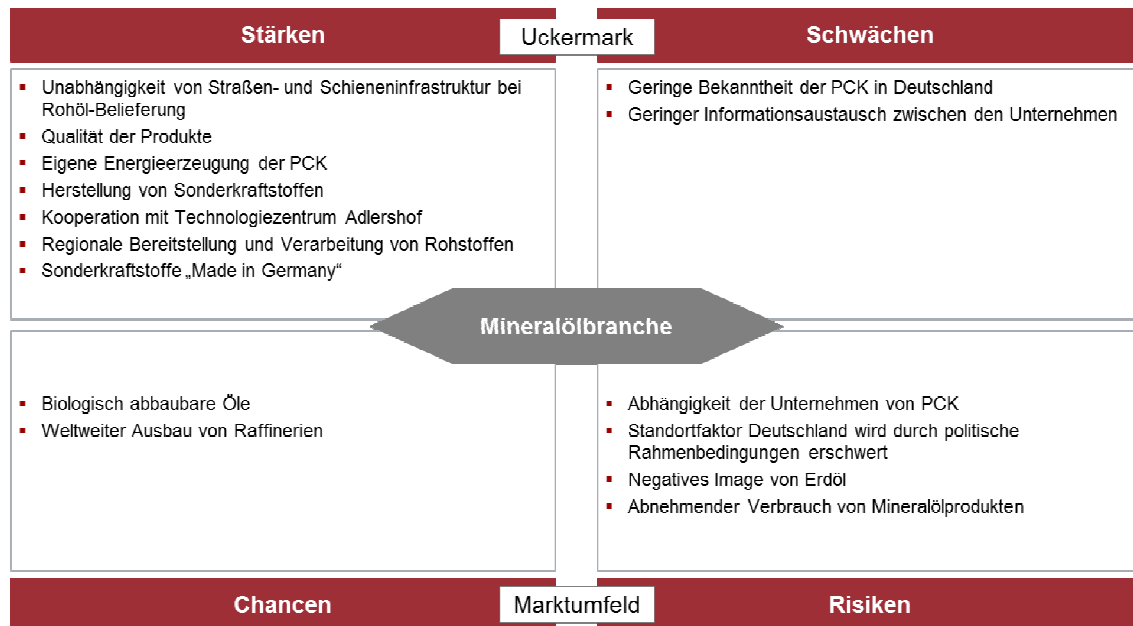 Stärken
Uckermark
Schwächen
▪ Unabhängigkeit von Straßen- und Schieneninfrastruktur bei
Rohöl-Belieferung
▪ Qualität der Produkte
▪ Eigene Energieerzeugung der PCK
▪ Herstellung von Sonderkraftstoffen
▪ Kooperation mit Technologiezentrum Adlershof
▪ Regionale Bereitstellung und Verarbeitung von Rohstoffen
▪ Sonderkraftstoffe „Made in Germany“
▪ Geringe Bekanntheit der PCK in Deutschland
▪ Geringer Informationsaustausch zwischen den Unternehmen
Mineralölbranche
▪ Biologisch abbaubare Öle
▪ Weltweiter Ausbau von Raffinerien
▪ Abhängigkeit der Unternehmen von PCK
▪ Standortfaktor Deutschland wird durch politische
Rahmenbedingungen erschwert
▪ Negatives Image von Erdöl
▪ Abnehmender Verbrauch von Mineralölprodukten
Chancen
Marktumfeld
Risiken